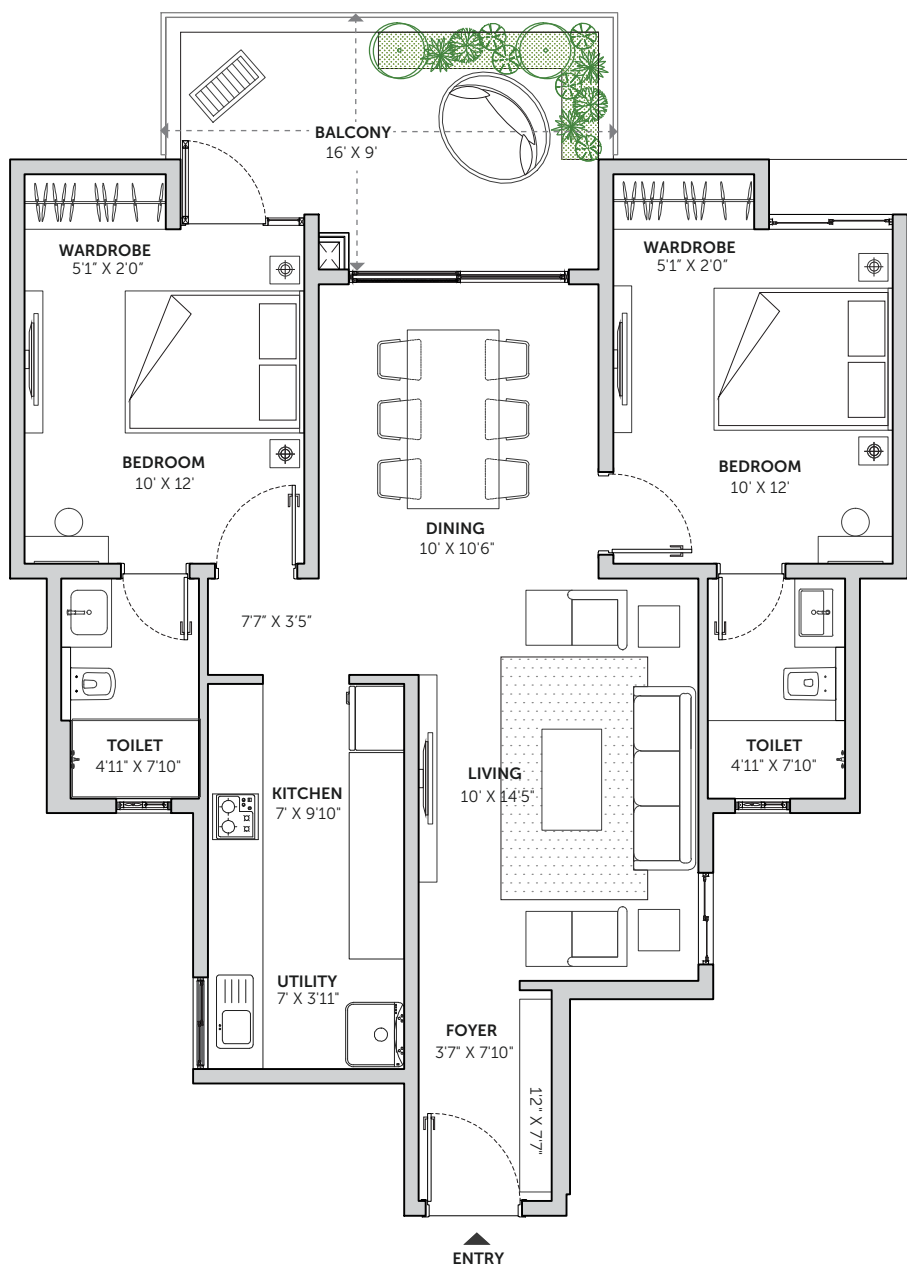 BALCONY
16' X 9'
WARDROBE
5'1" X 2'0"
WARDROBE
5'1" X 2'0"
BEDROOM
10' X 12'
BEDROOM
10' X 12'
DINING
10' X 10'6"
7'7" X 3'5"
TOILET
4'11" X 7'10"
KITCHEN
7' X 9'10"
LIVING
10' X 14'5"
TOILET
4'11" X 7'10"
UTILITY
7' X 3'11"
FOYER
3'7" X 7'10"
1'2" X 7'7"
ENTRY